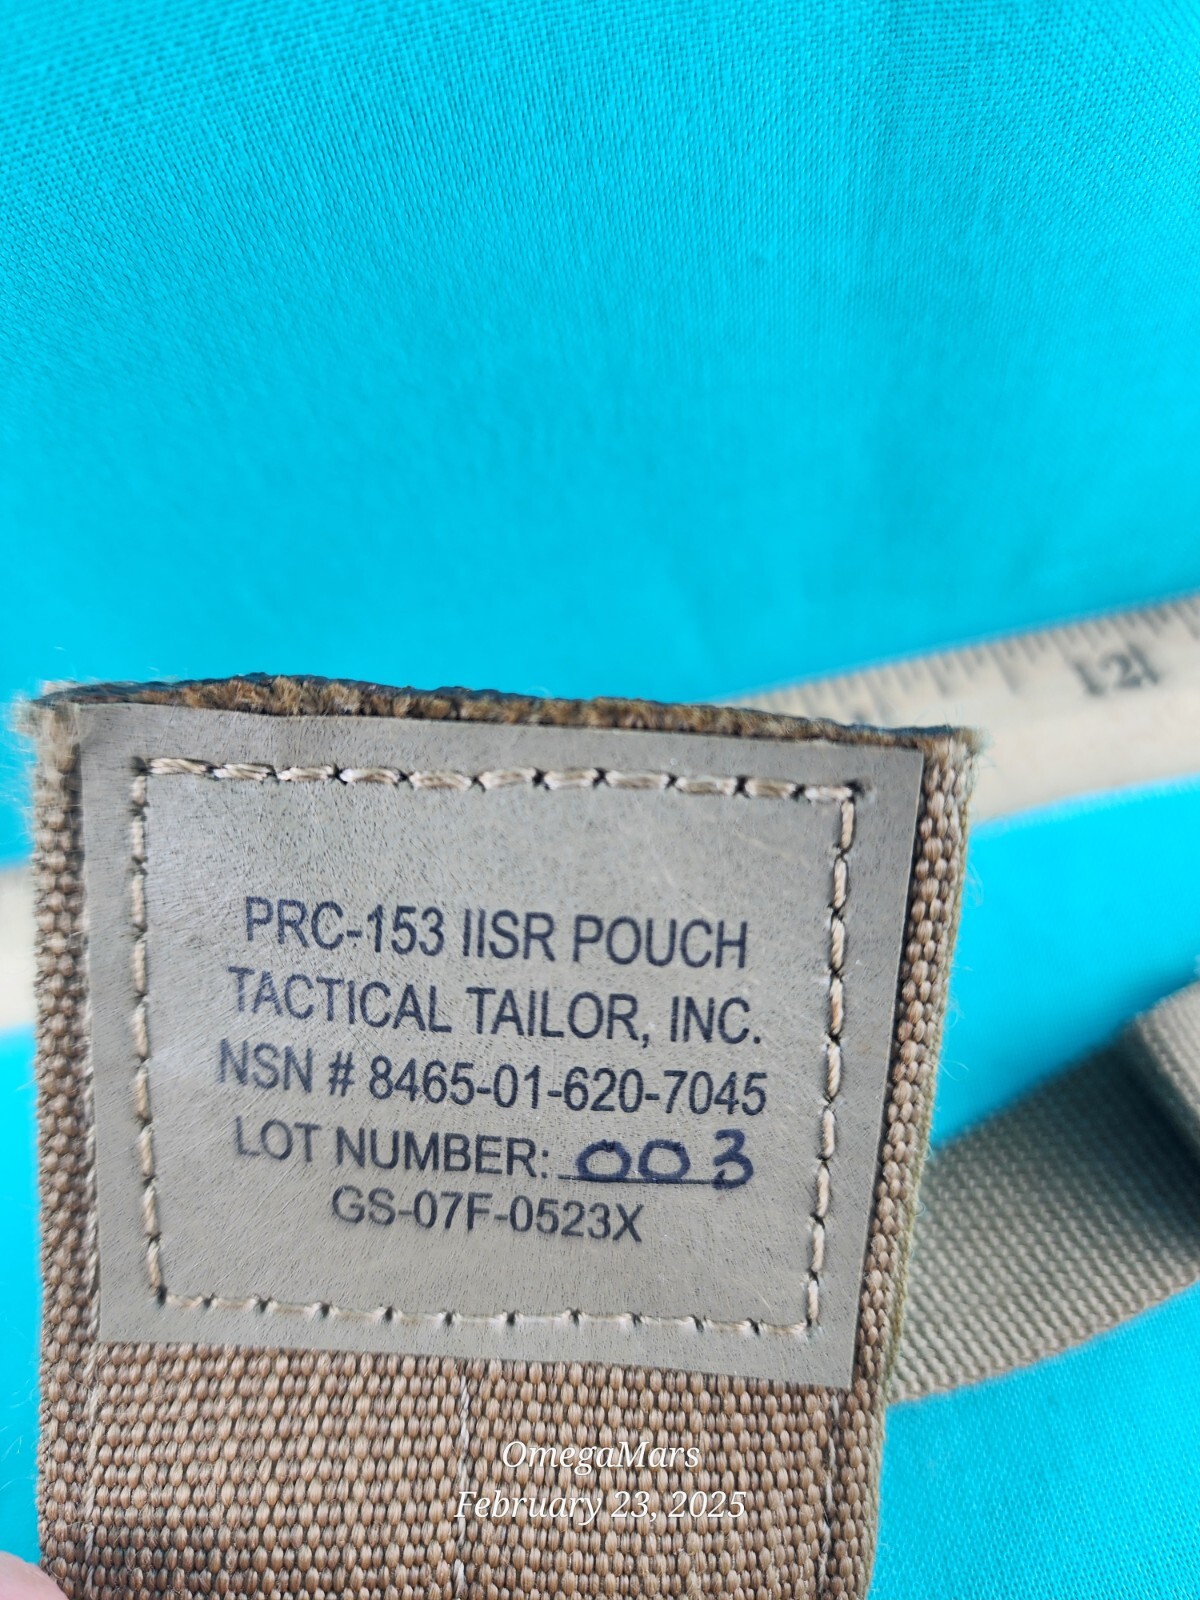 12
PRC-153 IISR POUCH
TACTICAL TAILOR, INC.
NSN # 8465-01-620-7045
LOT NUMBER: 003
GS-07F-0523X
OmegaMars
February 23, 2025